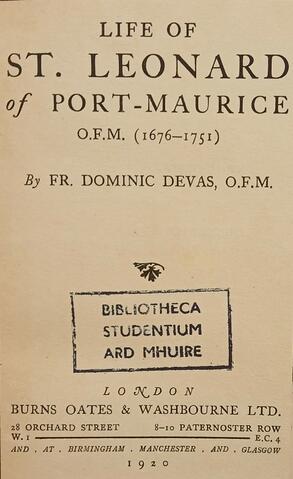 LIFE OF
ST. LEONARD
of PORT-MAURICE
O.F.M. (1676–1751)
By FR. DOMINIC DEVAS, O.F.M.
BIBLIOTHECA
STUDENTIUM
ARD MHUIRE
LONDON
BURNS OATES & WASHBOURNE LTD.
28 ORCHARD STREET 8-10 PATERNOSTER ROW
W. 1 E.C. 4
AND . AT . BIRMINGHAM . MANCHESTER . AND . GLASGOW
1920